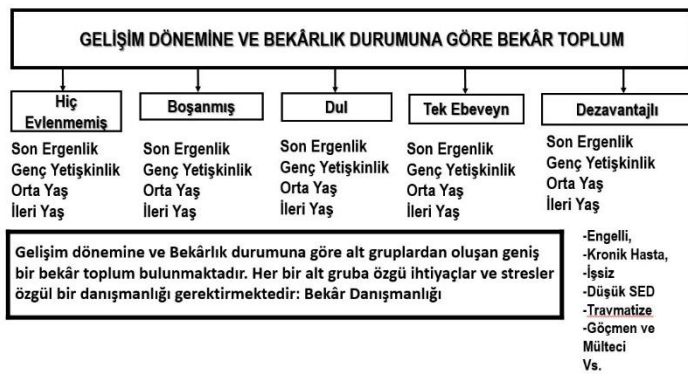 GELİŞİM DÖNEMİNE VE BEKÂRLIK DURUMUNA GÖRE BEKÂR TOPLUM
Hiç
Evlenmemiş
Son Ergenlik
Genç Yetişkinlik
Orta Yaş
İleri Yaş
Boşanmış
Son Ergenlik
Genç Yetişkinlik
Orta Yaş
İleri Yaş
Dul
Son Ergenlik
Genç Yetişkinlik
Orta Yaş
İleri Yaş
Tek Ebeveyn
Son Ergenlik
Genç Yetişkinlik
Orta Yaş
İleri Yaş
Dezavantajlı
Son Ergenlik
Genç Yetişkinlik
Orta Yaş
İleri Yaş
-Engelli,
-Kronik Hasta,
-İşsiz
-Düşük SED
-Travmatize
-Göçmen ve
Mülteci
Vs.
Gelişim dönemine ve Bekârlık durumuna göre alt gruplardan oluşan geniş
bir bekâr toplum bulunmaktadır. Her bir alt gruba özgü ihtiyaçlar ve stresler
özgül bir danışmanlığı gerektirmektedir: Bekâr Danışmanlığı